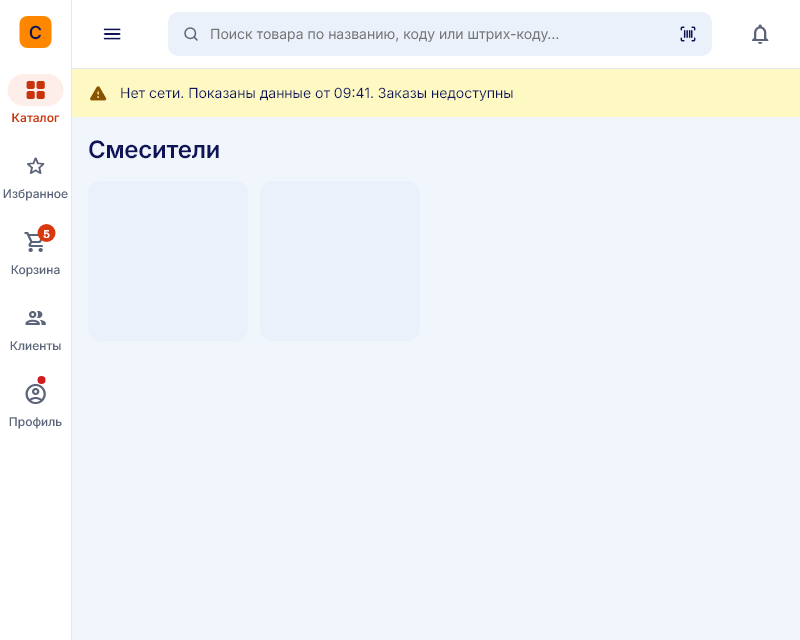 C
Поиск товара по названию, коду или штрих-коду...
Нет сети. Показаны данные от 09:41. Заказы недоступны
Каталог
Смесители
Избранное
5
Корзина
Клиенты
Профиль